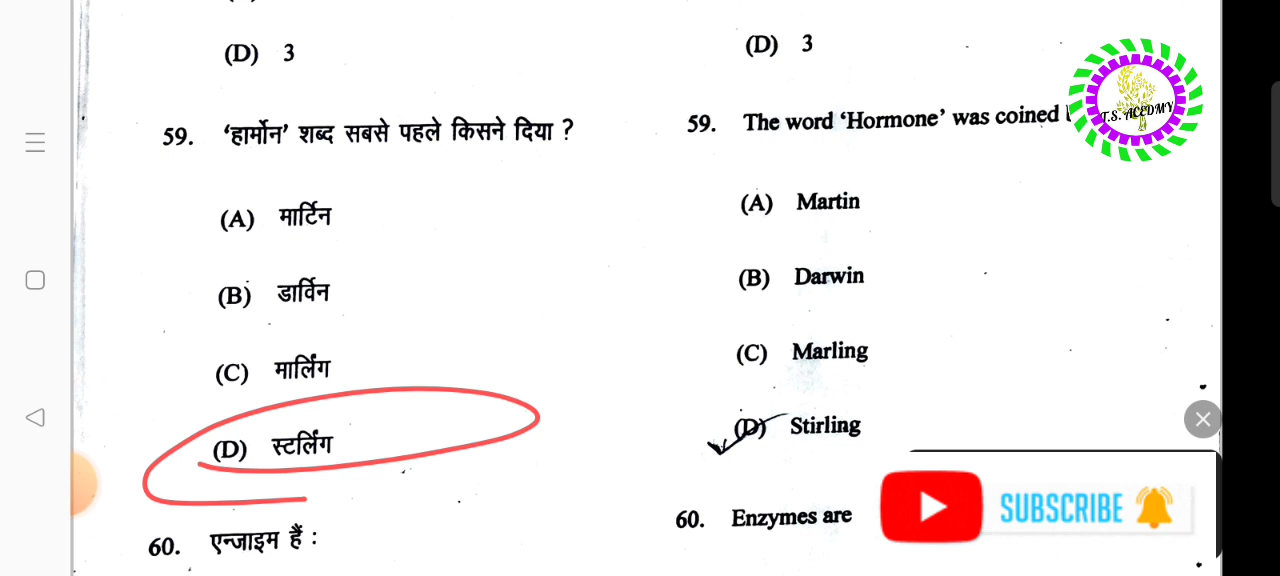 (D) 3
59. ‘हार्मोन’ शब्द सबसे पहले किसने दिया ?
(A) मार्टिन
(B) डार्विन
(C) मार्लिंग
(D) स्टर्लिंग
60. एन्जाइम हैं :
(D) 3
59. The word ‘Hormone’ was coined
(A) Martin
(B) Darwin
(C) Marling
(D) Stirling
60. Enzymes are
T.S. ACEDMY
SUBSCRIBE